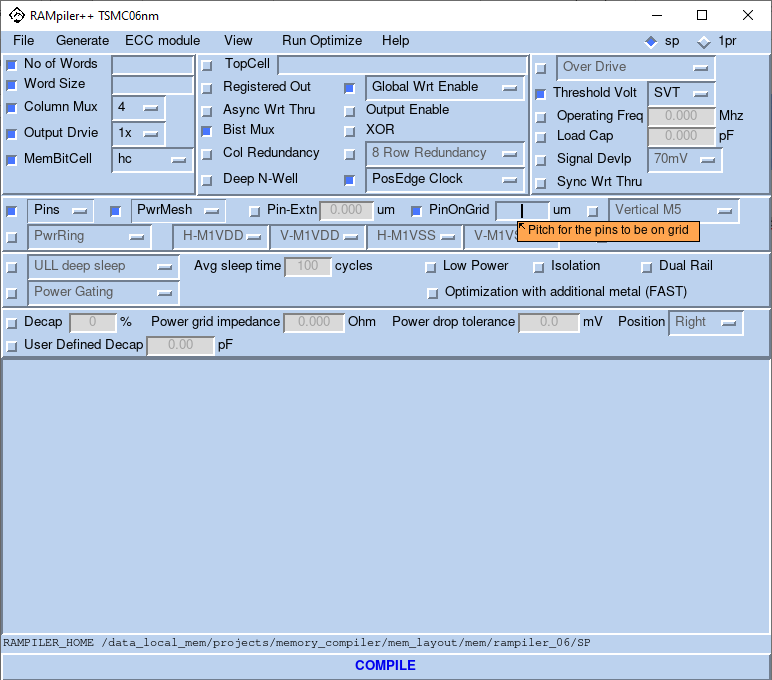 RAMpiler++ TSMC06nm
File Generate ECC module View Run Optimize Help sp 1pr
No of Words TopCell Over Drive
Word Size Registered Out Global Wrt Enable Threshold Volt SVT
Column Mux 4 Async Wrt Thru Output Enable Operating Freq 0.000 Mhz
Output Drvie 1x Bist Mux XOR Load Cap 0.000 pF
MemBitCell hc Col Redundancy 8 Row Redundancy Signal Devlp 70mV
Deep N-Well PosEdge Clock Sync Wrt Thru
Pins PwrMesh Pin-Extn 0.000 um PinOnGrid um Vertical M5
Pitch for the pins to be on grid
PwrRing H-M1VDD V-M1VDD H-M1VSS
ULL deep sleep Avg sleep time 100 cycles Low Power Isolation Dual Rail
Power Gating Optimization with additional metal (FAST)
Decap 0 % Power grid impedance 0.000 Ohm Power drop tolerance 0.0 mV Position Right
User Defined Decap 0.00 pF
RAMPILER_HOME /data_local_mem/projects/memory_compiler/mem_layout/mem/rampiler_06/SP
COMPILE